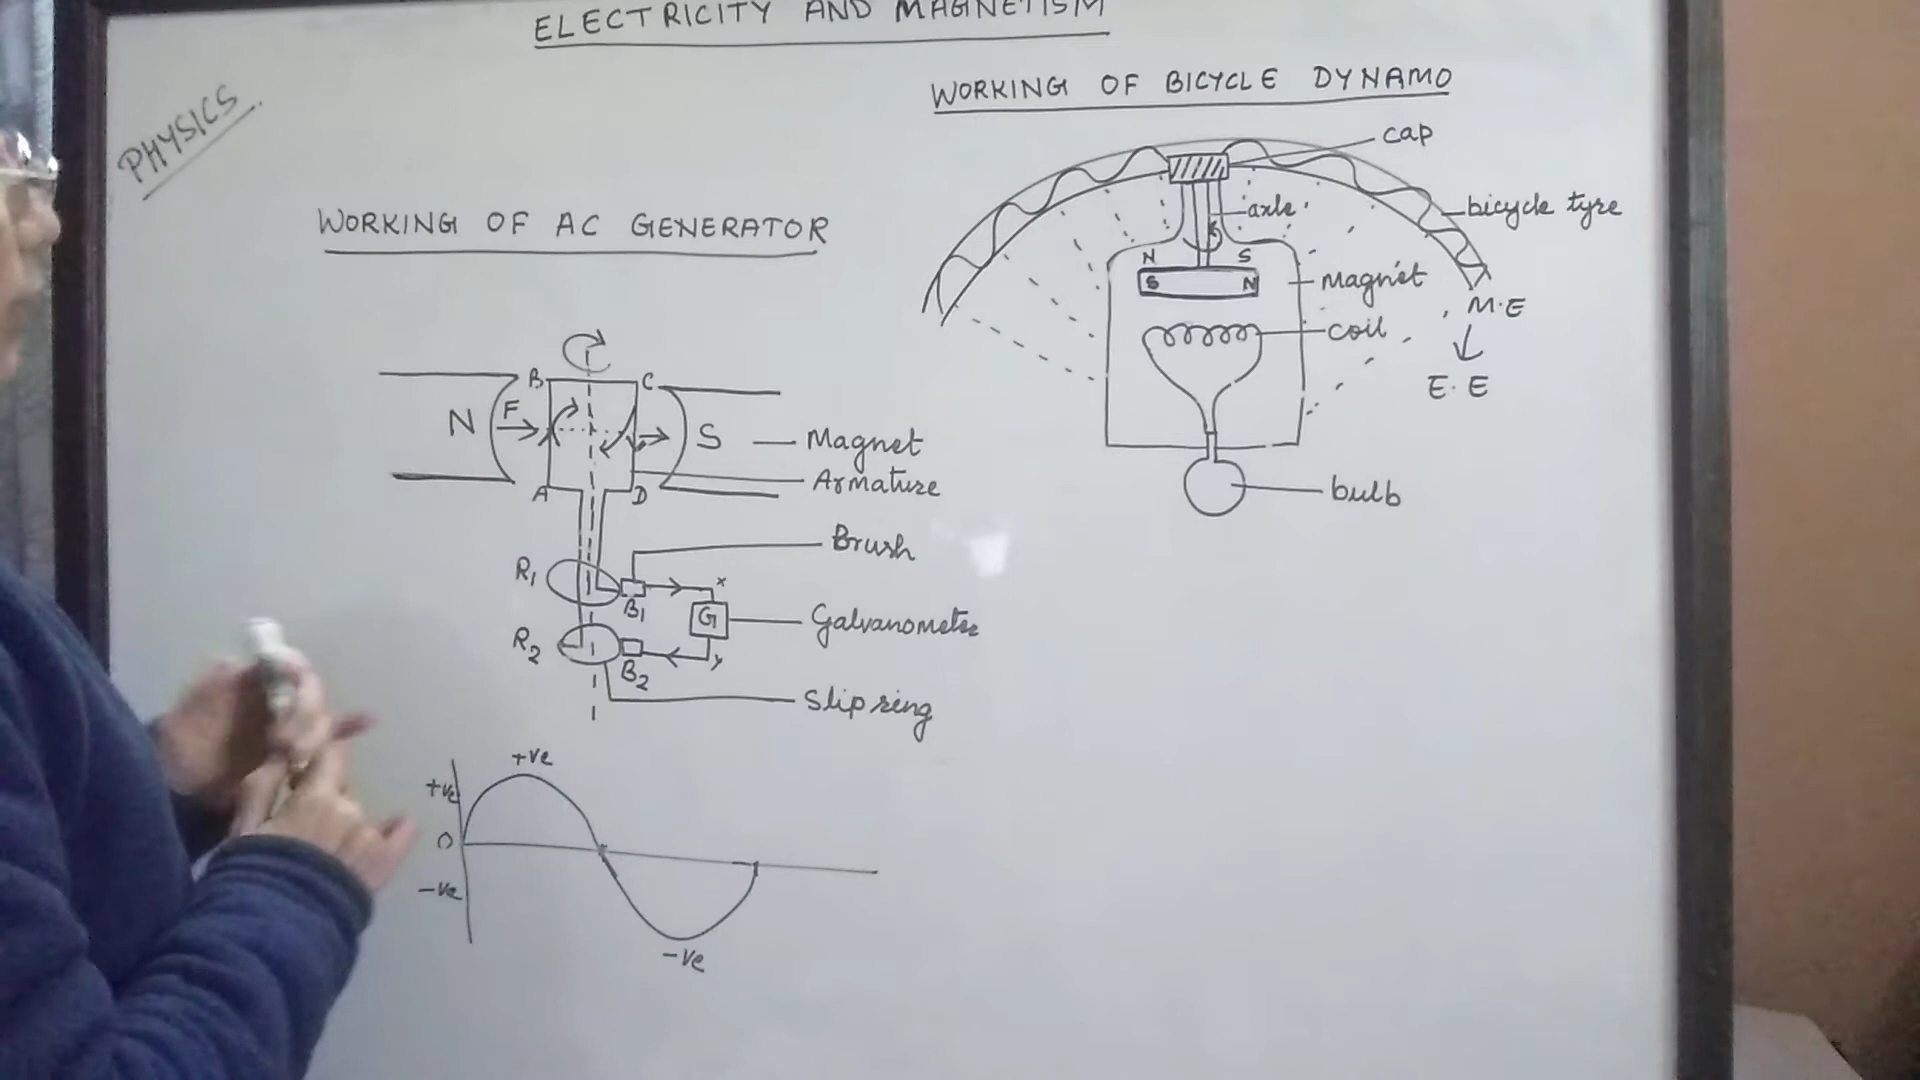 ELECTRICITY AND MAGNETISM
PHYSICS
WORKING OF AC GENERATOR
B C
N F S
Magnet
Armature
A D
Brush
R1
B1
x
G
Galvanometer
R2
B2
y
Slip ring
+ve
+ve
0
-ve
-ve
WORKING OF BICYCLE DYNAMO
cap
bicycle tyre
axle
N S
S N
Magnet
coil
M.E
↓
E.E
bulb